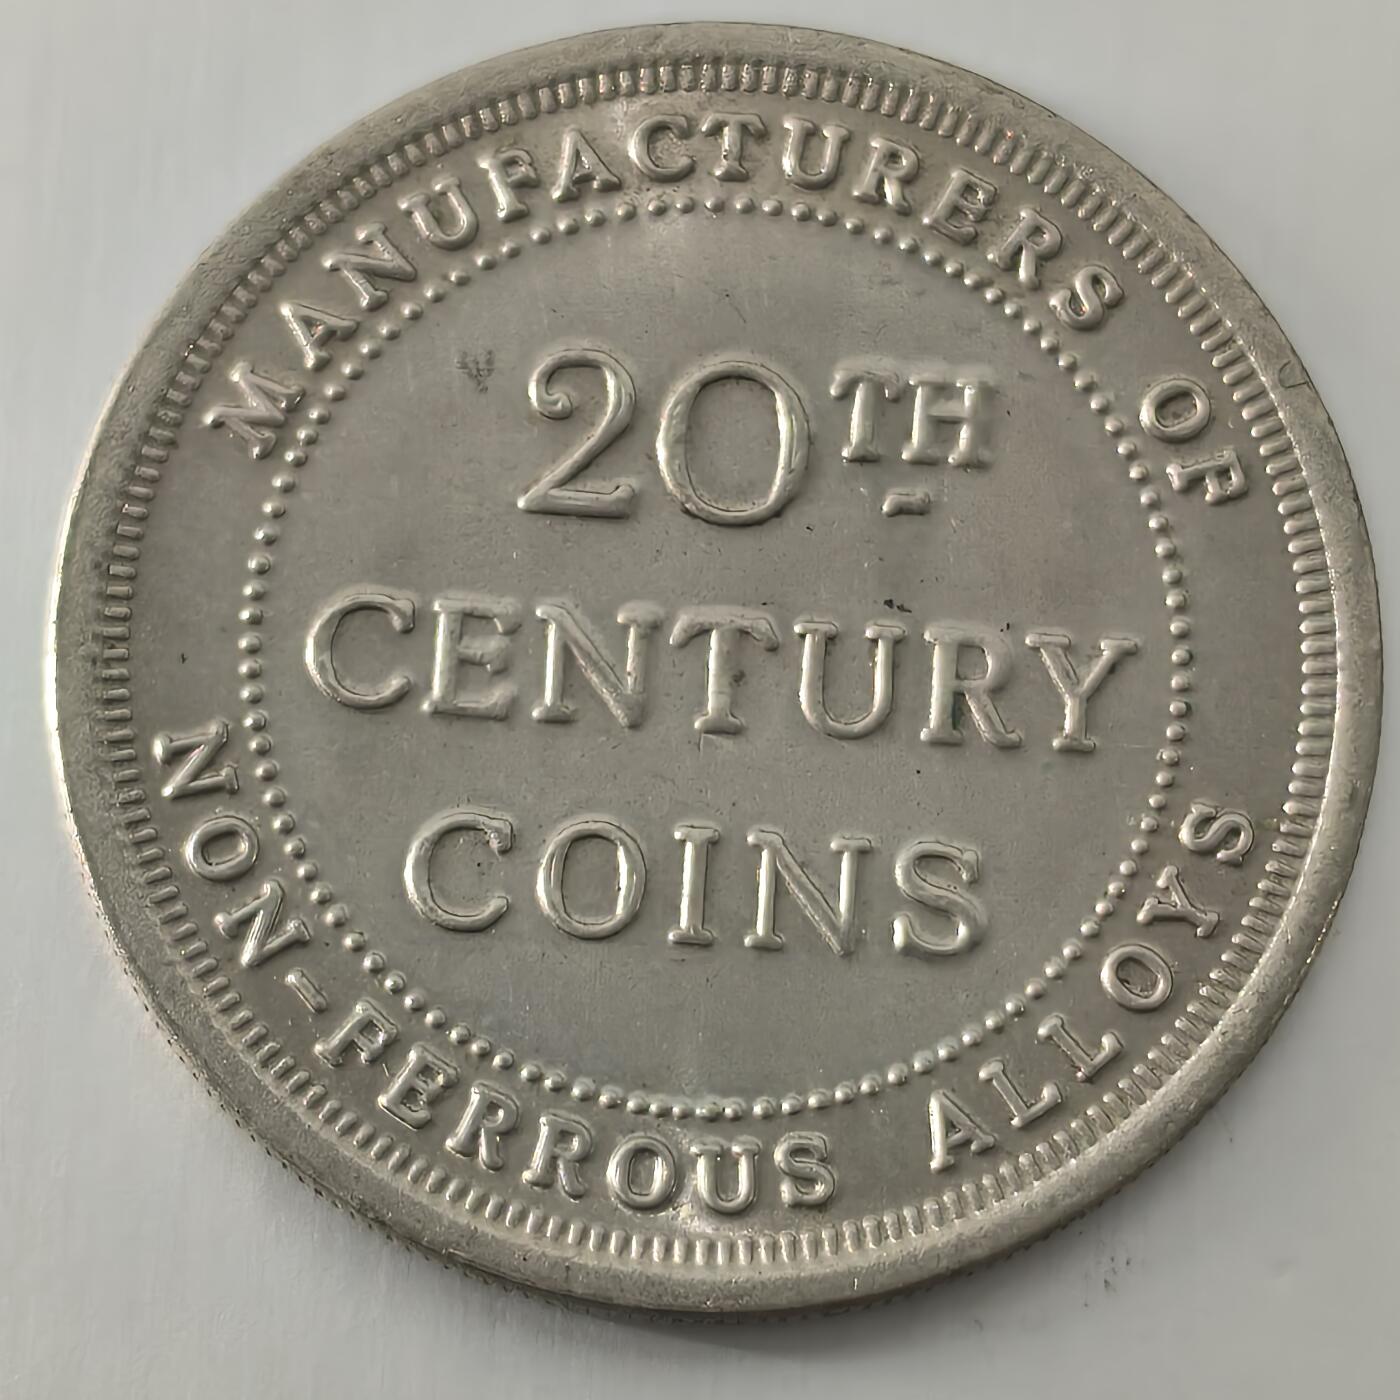 MANUFACTURERS OF
20TH
CENTURY
COINS
NON-FERROUS ALLOYS